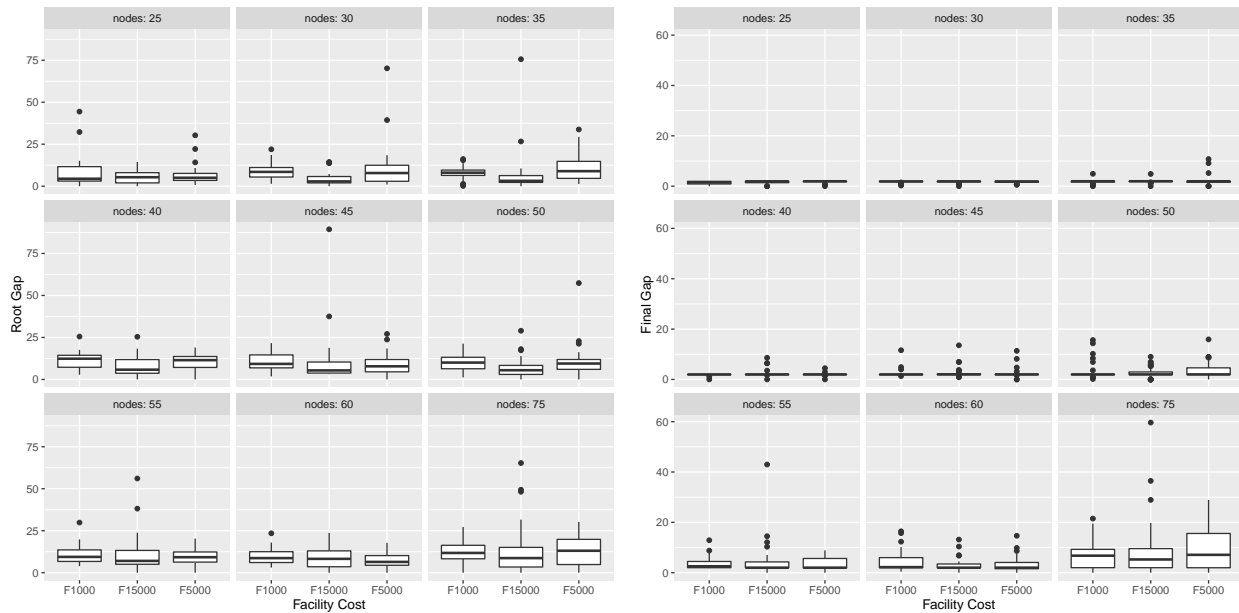 nodes: 25 nodes: 30 nodes: 35
75
50
25
0
nodes: 40 nodes: 45 nodes: 50
75
50
25
0
nodes: 55 nodes: 60 nodes: 75
75
50
25
0
F1000 F15000 F5000 F1000 F15000 F5000 F1000 F15000 F5000
Facility Cost
Root Gap
nodes: 25 nodes: 30 nodes: 35
60
40
20
0
nodes: 40 nodes: 45 nodes: 50
60
40
20
0
nodes: 55 nodes: 60 nodes: 75
60
40
20
0
F1000 F15000 F5000 F1000 F15000 F5000 F1000 F15000 F5000
Facility Cost
Final Gap